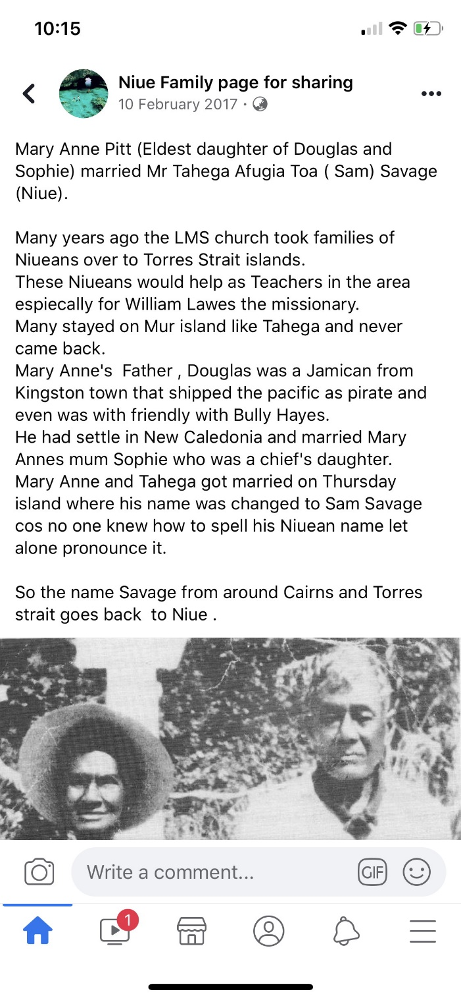 10:15
Niue Family page for sharing
10 February 2017 ·
Mary Anne Pitt (Eldest daughter of Douglas and
Sophie) married Mr Tahega Afugia Toa ( Sam) Savage
(Niue).
Many years ago the LMS church took families of
Niueans over to Torres Strait islands.
These Niueans would help as Teachers in the area
espiecally for William Lawes the missionary.
Many stayed on Mur island like Tahega and never
came back.
Mary Anne's  Father , Douglas was a Jamican from
Kingston town that shipped the pacific as pirate and
even was with friendly with Bully Hayes.
He had settle in New Caledonia and married Mary
Annes mum Sophie who was a chief's daughter.
Mary Anne and Tahega got married on Thursday
island where his name was changed to Sam Savage
cos no one knew how to spell his Niuean name let
alone pronounce it.
So the name Savage from around Cairns and Torres
strait goes back  to Niue .
Write a comment...
GIF
1